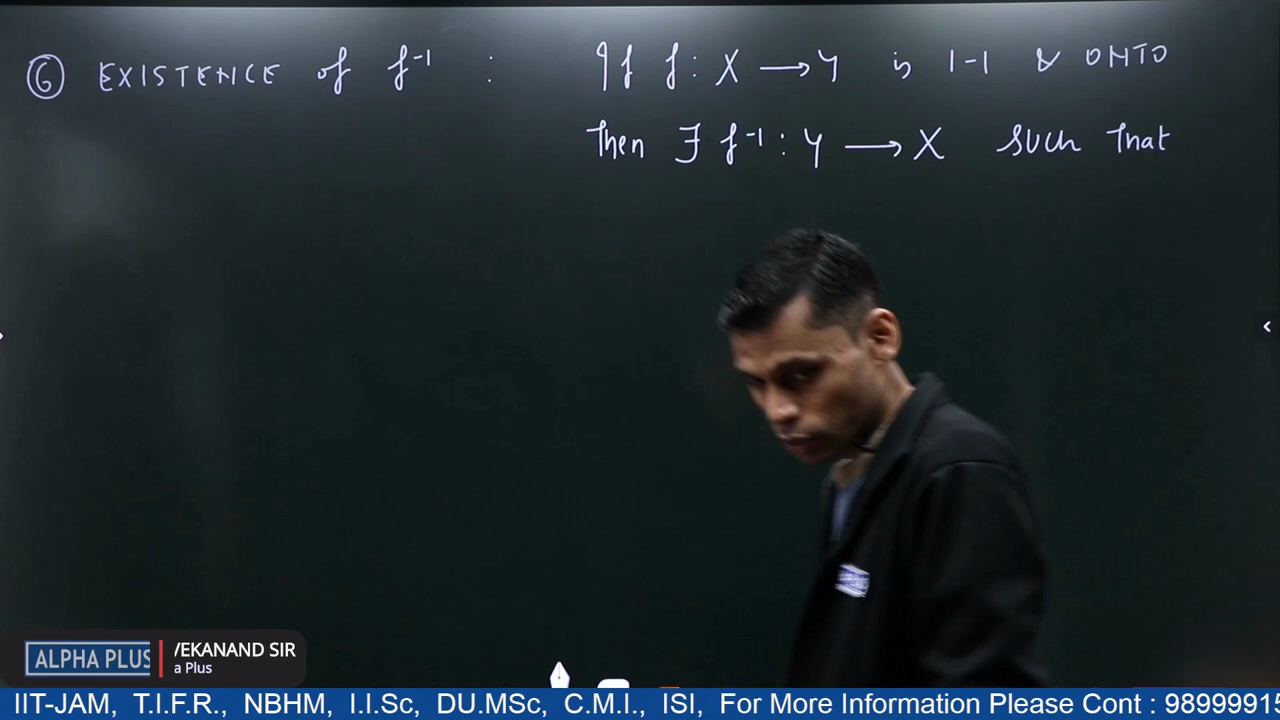 ⑥ EXISTENCE of f⁻¹ : If f : X → Y is 1-1 & ONTO
Then ∃ f⁻¹ : Y → X such that
ALPHA PLUS
/EKANAND SIR
a Plus
IIT-JAM, T.I.F.R., NBHM, I.I.Sc, DU.MSc, C.M.I., ISI, For More Information Please Cont : 98999915